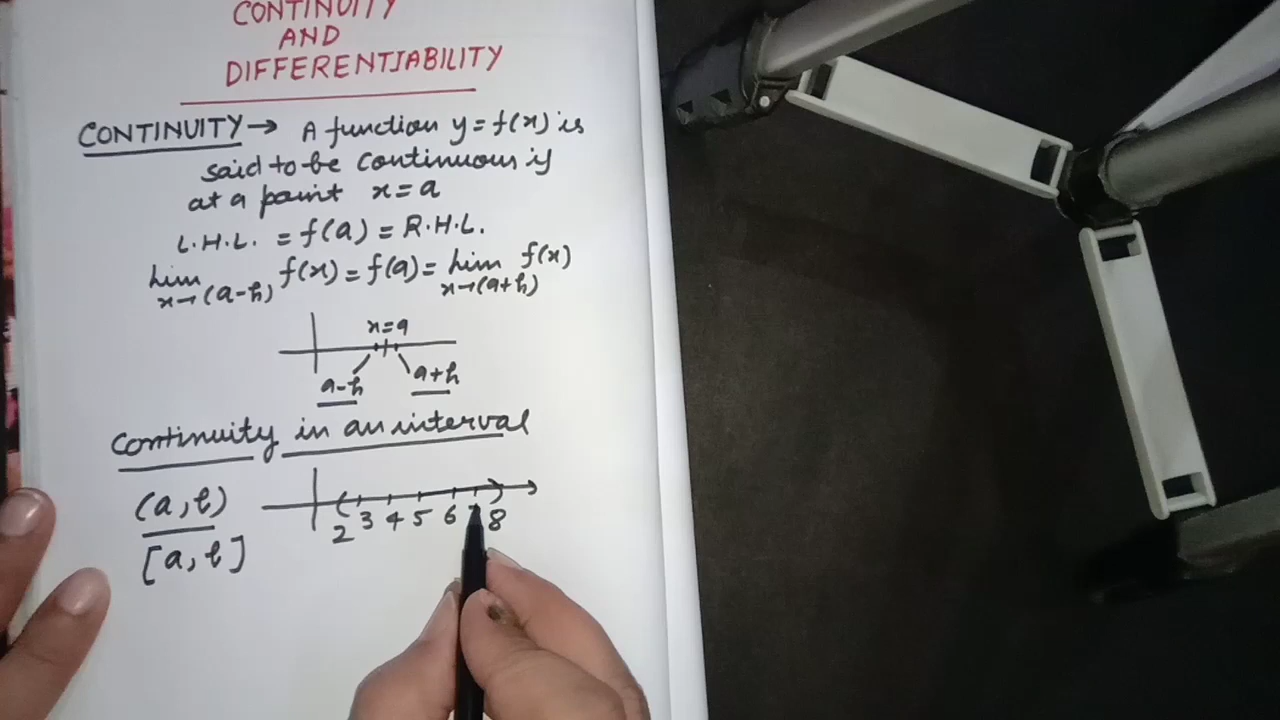 CONTINUITY
AND
DIFFERENTIABILITY
CONTINUITY → A function y = f(x) is
said to be continuous if
at a point x = a
L.H.L. = f(a) = R.H.L.
lim x→(a-h) f(x) = f(a) = lim x→(a+h) f(x)
x=a
a-h a+h
Continuity in an interval
(a, b)
2 3 4 5 6 8
[a, b]